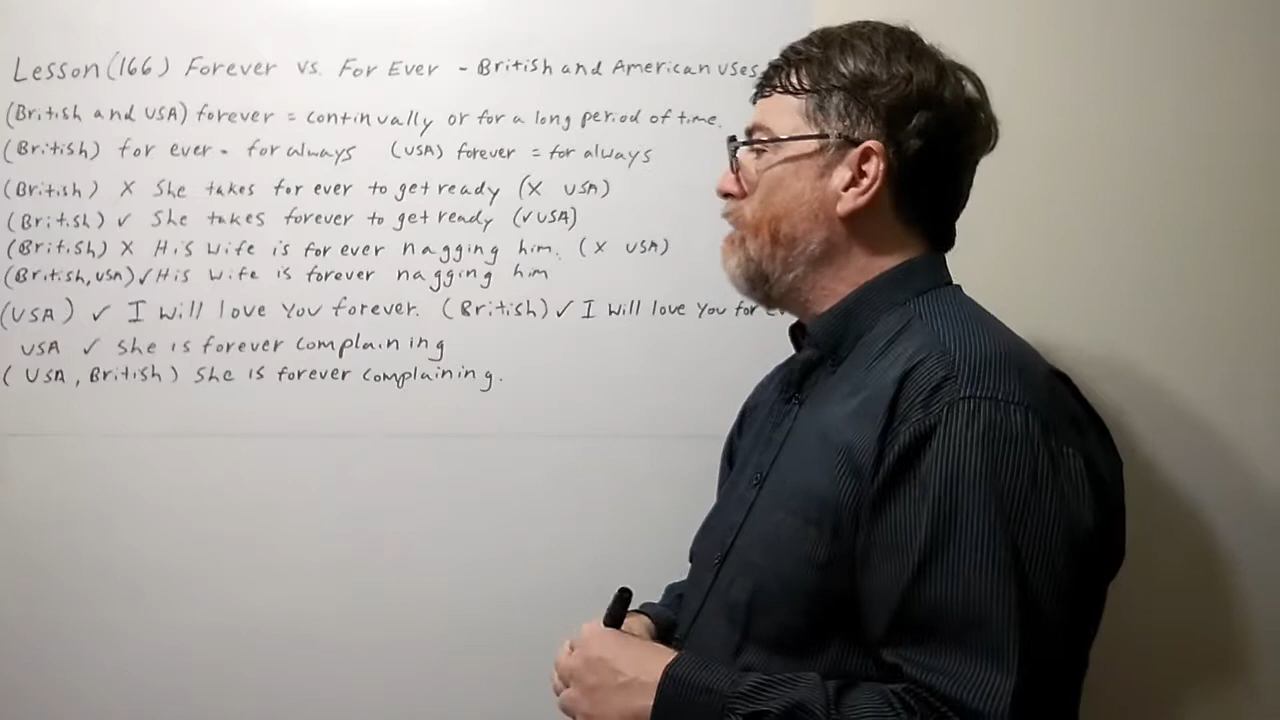 Lesson (166) Forever vs. For Ever - British and American uses
(British and USA) forever = continually or for a long period of time.
(British) for ever - for always (USA) forever = for always
(British) X She takes for ever to get ready (X USA)
(British) ✓ She takes forever to get ready (✓ USA)
(British) X His wife is for ever nagging him. (X USA)
(British, USA) ✓ His wife is forever nagging him
(USA) ✓ I will love you forever. (British) ✓ I will love you for
USA ✓ She is forever complaining
(USA, British) She is forever complaining.